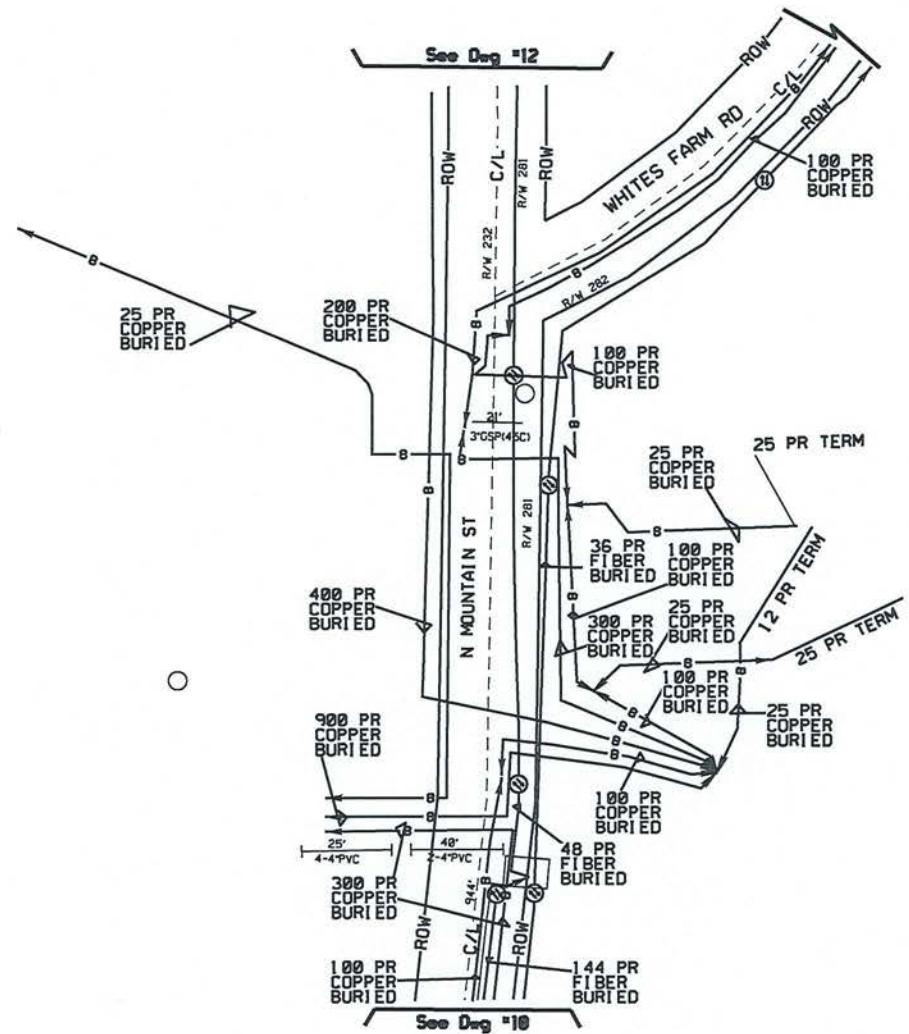 See Dwg #12
ROW
C/L
ROW
WHITES FARM RD
ROW
C/L
ROW
R/W 281
R/W 232
R/W 282
100 PR
COPPER
BURIED
B
B
B
25 PR
COPPER
BURIED
200 PR
COPPER
BURIED
B
100 PR
COPPER
BURIED
21'
3"GSP(45C)
B
B
B
B
25 PR
COPPER
BURIED
25 PR TERM
B
R/W 281
N MOUNTAIN ST
36 PR
FIBER
BURIED
100 PR
COPPER
BURIED
B
12 PR TERM
400 PR
COPPER
BURIED
300 PR
COPPER
BURIED
25 PR
COPPER
BURIED
B
25 PR TERM
B
100 PR
COPPER
BURIED
B
25 PR
COPPER
BURIED
900 PR
COPPER
BURIED
B
B
B
B
B
B
100 PR
COPPER
BURIED
25'
4-4"PVC
40'
2-4"PVC
48 PR
FIBER
BURIED
300 PR
COPPER
BURIED
944'
B
B
ROW
C/L
ROW
100 PR
COPPER
BURIED
144 PR
FIBER
BURIED
See Dwg #10